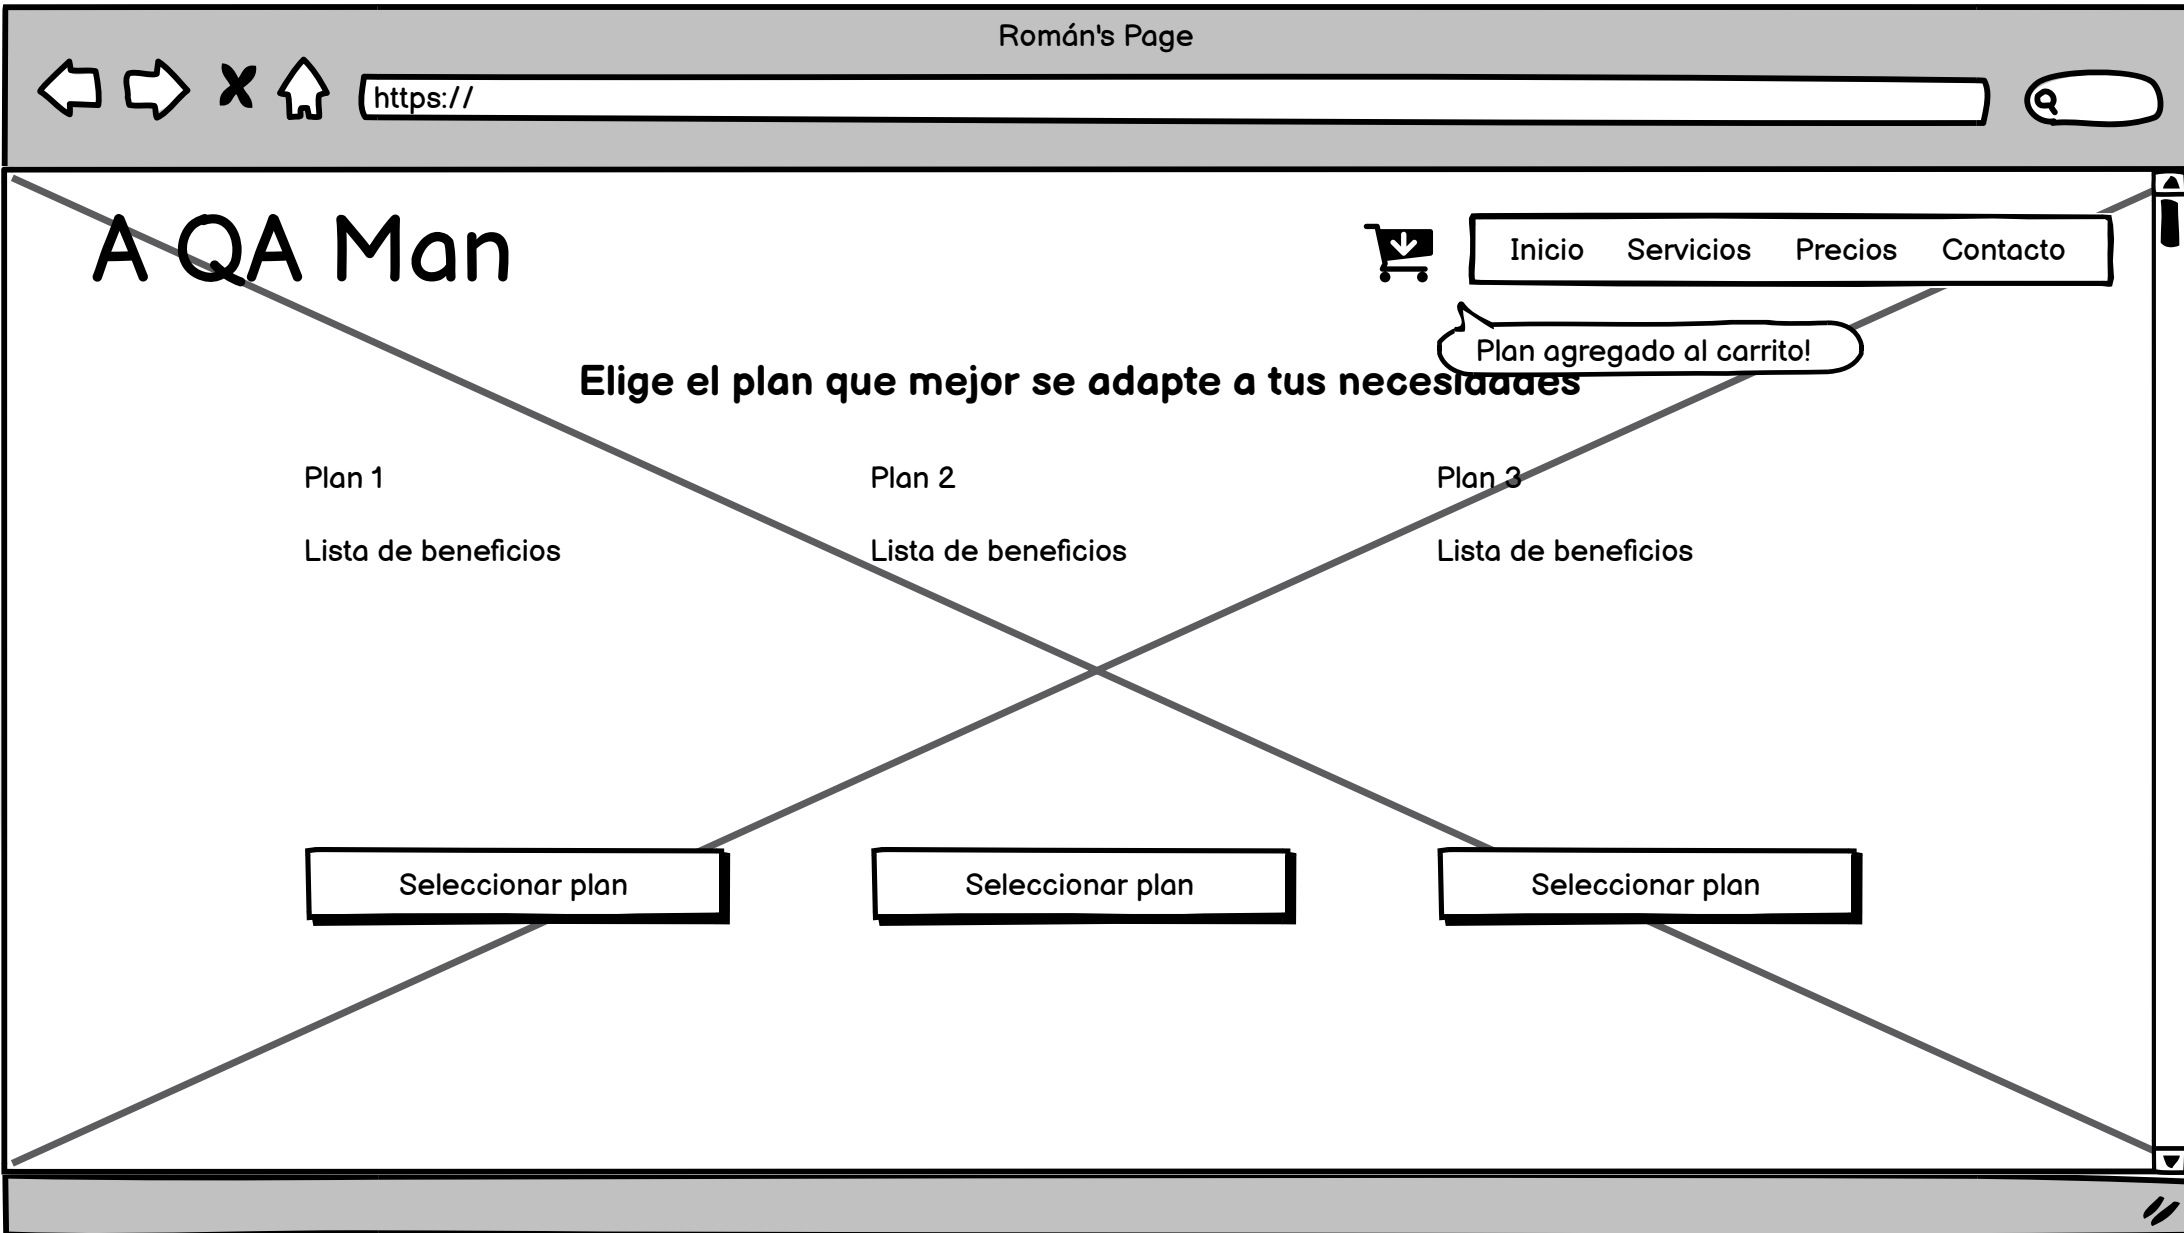 Román's Page
https://
A QA Man
Inicio Servicios Precios Contacto
Plan agregado al carrito!
Elige el plan que mejor se adapte a tus necesidades
Plan 1 Plan 2 Plan 3
Lista de beneficios Lista de beneficios Lista de beneficios
Seleccionar plan Seleccionar plan Seleccionar plan